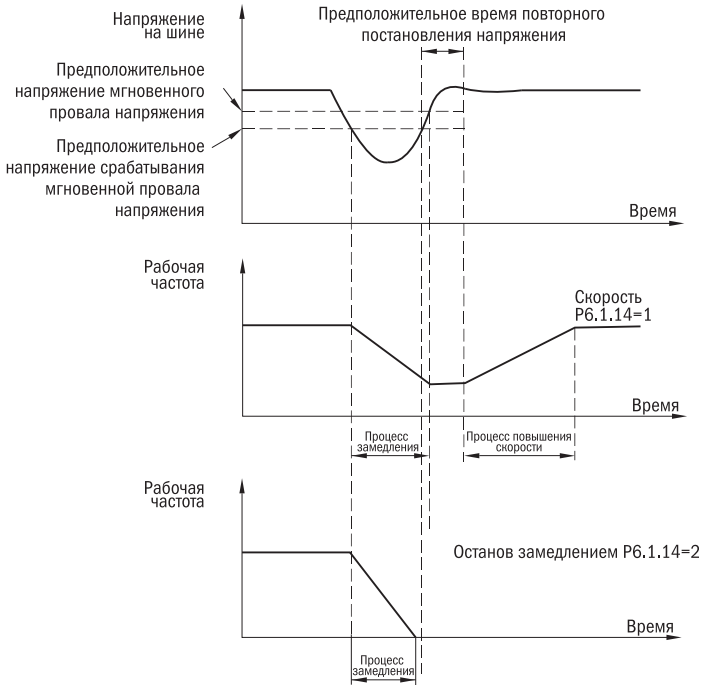 Напряжение
на шине
Предположительное время повторного
постановления напряжения
Предположительное
напряжение мгновенного
провала напряжения
Предположительное
напряжение срабатывания
мгновенной провала
напряжения
Время
Рабочая
частота
Скорость
P6.1.14=1
Время
Процесс
замедления
Процесс повышения
скорости
Рабочая
частота
Останов замедлением P6.1.14=2
Время
Процесс
замедления